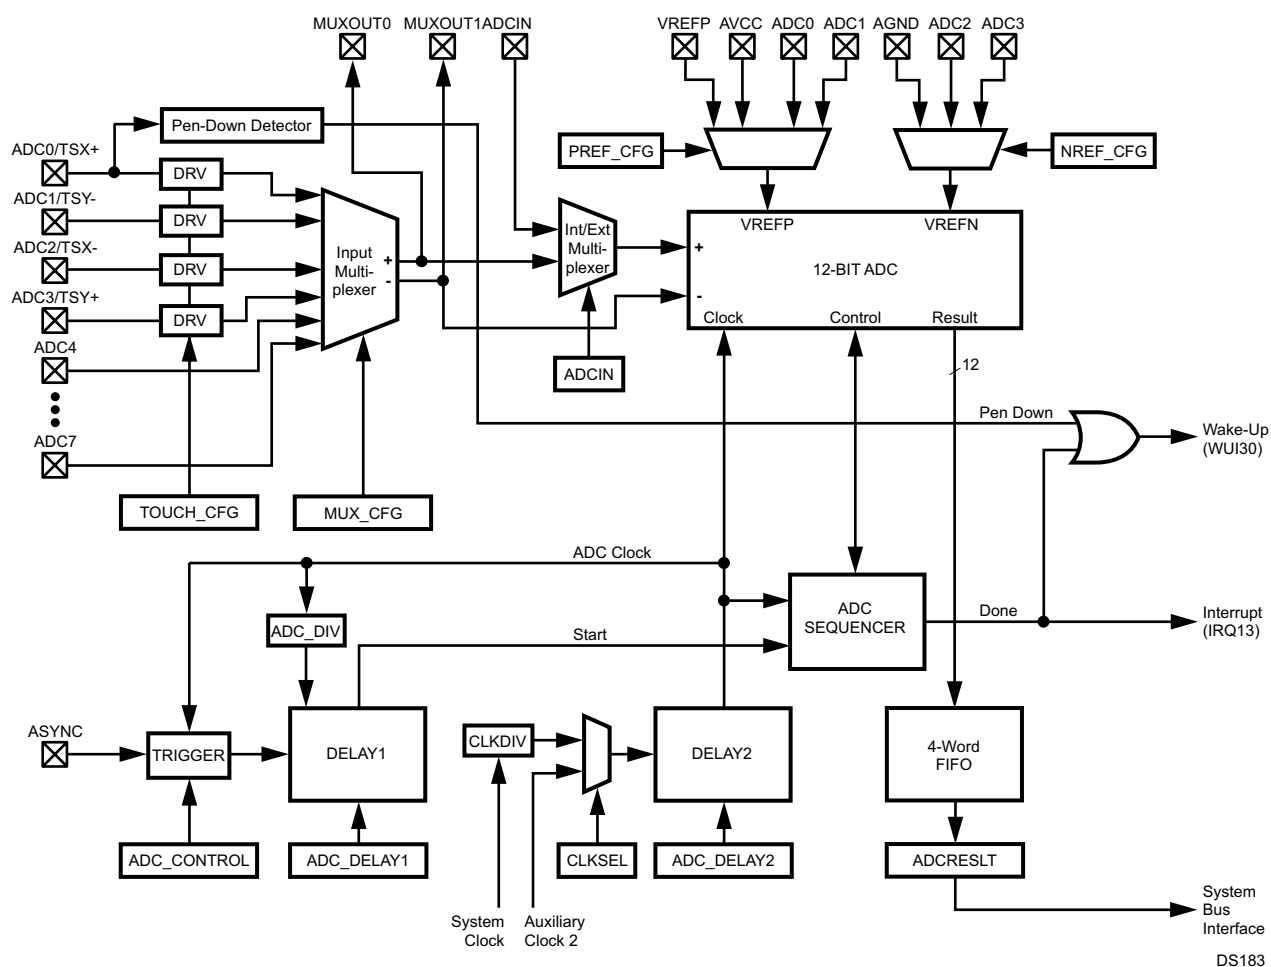 MUXOUT0 MUXOUT1 ADCIN
VREFP AVCC ADC0 ADC1 AGND ADC2 ADC3
Pen-Down Detector
PREF_CFG
NREF_CFG
ADC0/TSX+
DRV
ADC1/TSY-
DRV
ADC2/TSX-
DRV
ADC3/TSY+
DRV
ADC4
ADC7
Input
Multi-
plexer
+
-
Int/Ext
Multi-
plexer
ADCIN
VREFP VREFN
+
12-BIT ADC
-
Clock Control Result
12
Pen Down
Wake-Up
(WUI30)
TOUCH_CFG
MUX_CFG
ADC Clock
ADC_DIV
Start
ADC
SEQUENCER
Done
Interrupt
(IRQ13)
ASYNC
TRIGGER
DELAY1
CLKDIV
DELAY2
4-Word
FIFO
ADC_CONTROL
ADC_DELAY1
CLKSEL
ADC_DELAY2
ADCRESLT
System
Clock
Auxiliary
Clock 2
System
Bus
Interface
DS183